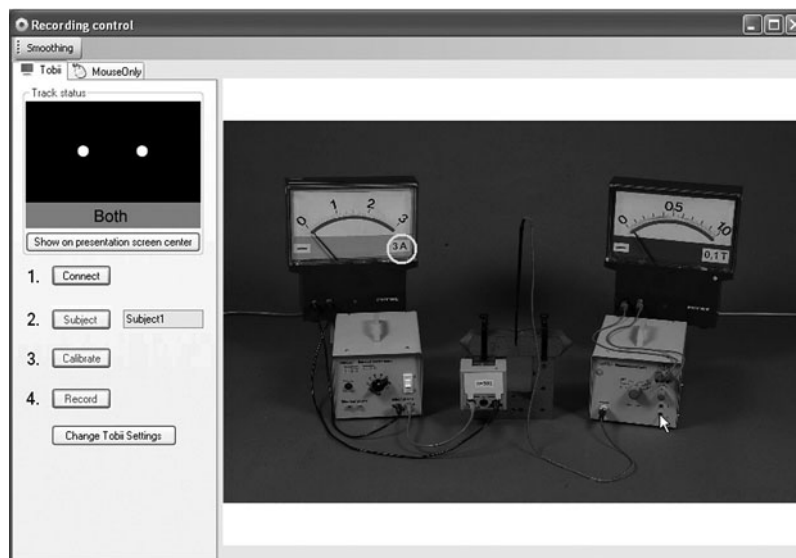 Recording control
Smoothing
Tobii
MouseOnly
Track status
Both
Show on presentation screen center
1. Connect
2. Subject Subject1
3. Calibrate
4. Record
Change Tobii Settings
0 1 2 3
3 A
0 0,5 1,0
0,1 T